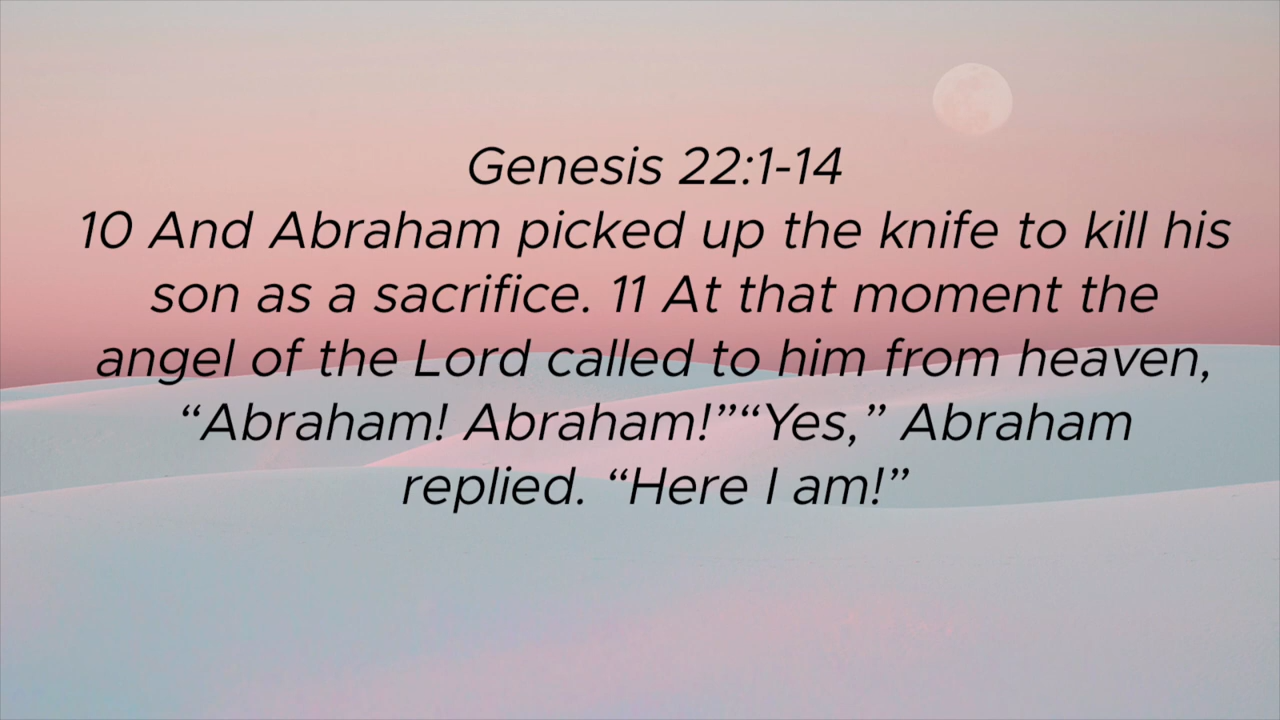 Genesis 22:1-14
10 And Abraham picked up the knife to kill his
son as a sacrifice. 11 At that moment the
angel of the Lord called to him from heaven,
“Abraham! Abraham!”“Yes,” Abraham
replied. “Here I am!”